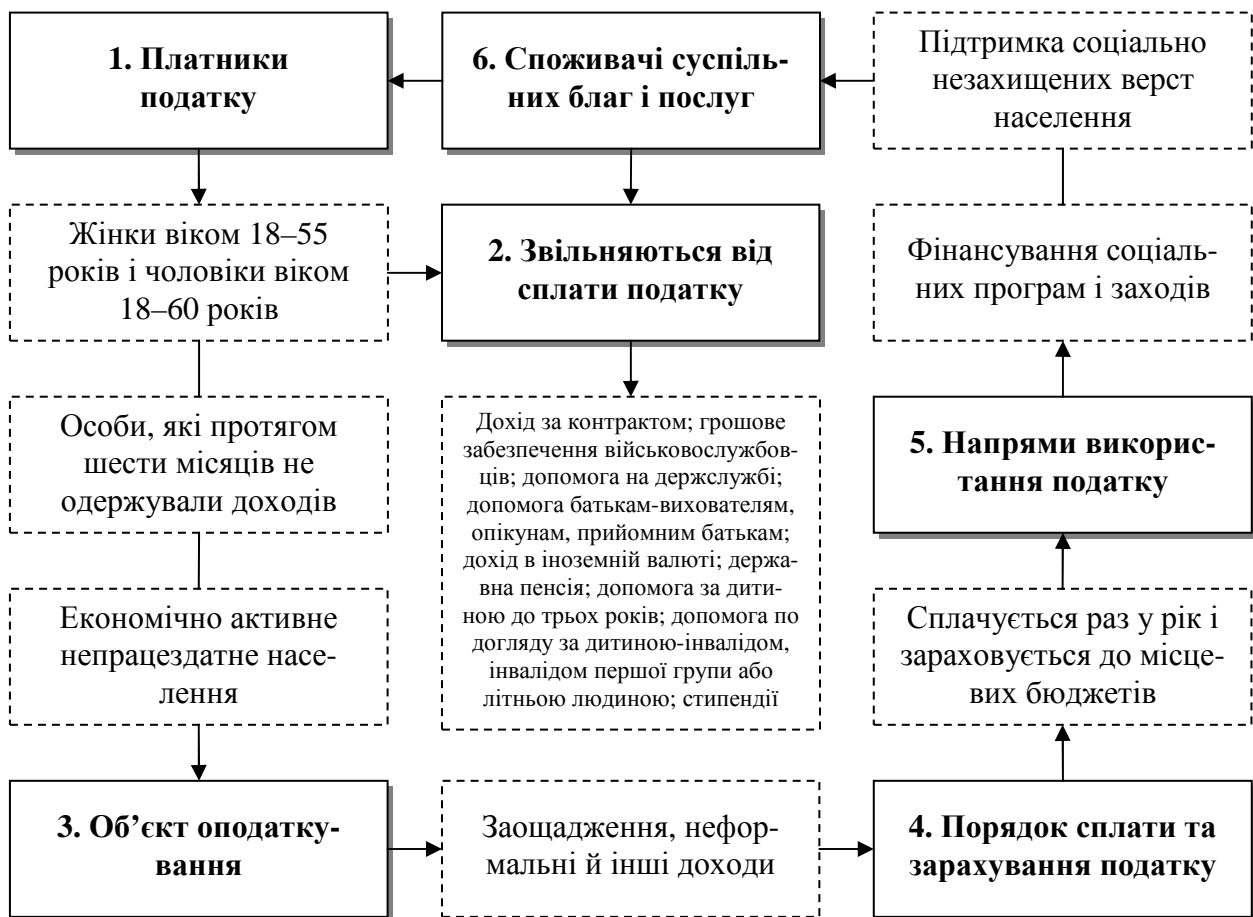 1. Платники
податку
6. Споживачі суспіль-
них благ і послуг
Підтримка соціально
незахищених верст
населення
Жінки віком 18–55
років і чоловіки віком
18–60 років
2. Звільняються від
сплати податку
Фінансування соціаль-
них програм і заходів
Особи, які протягом
шести місяців не
одержували доходів
Дохід за контрактом; грошове
забезпечення військовослужбов-
ців; допомога на держслужбі;
допомога батькам-вихователям,
опікунам, прийомним батькам;
дохід в іноземній валюті; держа-
вна пенсія; допомога за дити-
ною до трьох років; допомога по
догляду за дитиною-інвалідом,
інвалідом першої групи або
літньою людиною; стипендії
5. Напрями викорис-
тання податку
Економічно активне
непрацездатне насе-
лення
Сплачується раз у рік і
зараховується до місце-
вих бюджетів
3. Об’єкт оподатку-
вання
Заощадження, нефор-
мальні й інші доходи
4. Порядок сплати та
зарахування податку